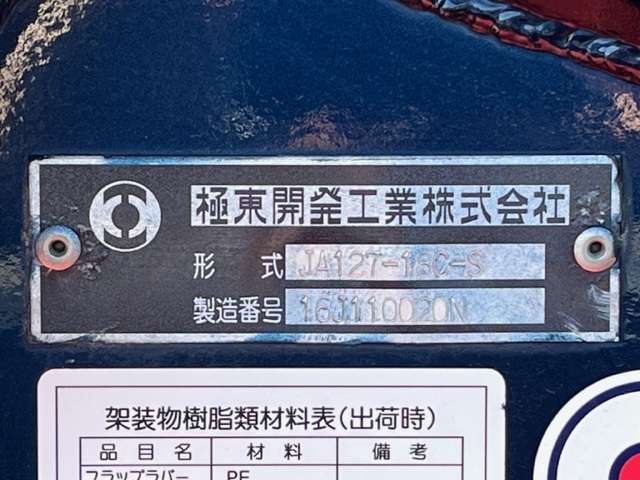 極東開発工業株式会社
形式 JA127-18C-S
製造番号 16J110020N
架装物樹脂類材料表(出荷時)
品目名 材料 備考
フラップラバー PE